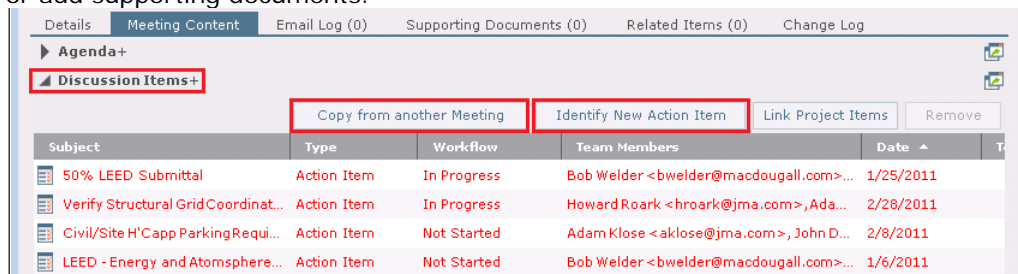 or add supporting documents.
Details Meeting Content Email Log (0) Supporting Documents (0) Related Items (0) Change Log
Agenda+
Discussion Items+
Copy from another Meeting Identify New Action Item Link Project Items Remove
Subject Type Workflow Team Members Date
50% LEED Submittal Action Item In Progress Bob Welder <bwelder@macdougall.com>... 1/25/2011
Verify Structural Grid Coordinat... Action Item In Progress Howard Roark <hroark@jma.com>, Ada... 2/28/2011
Civil/Site H'Capp Parking Requi... Action Item Not Started Adam Klose <aklose@jma.com>, John D... 2/8/2011
LEED - Energy and Atomsphere... Action Item Not Started Bob Welder <bwelder@macdougall.com>... 1/6/2011